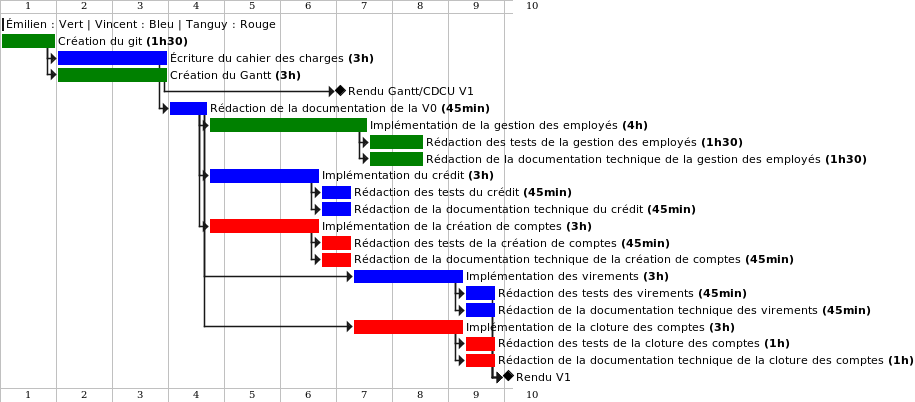 1 2 3 4 5 6 7 8 9 10
Émilien : Vert | Vincent : Bleu | Tanguy : Rouge
Création du git (1h30)
Écriture du cahier des charges (3h)
Création du Gantt (3h)
Rendu Gantt/CDCU V1
Rédaction de la documentation de la V0 (45min)
Implémentation de la gestion des employés (4h)
Rédaction des tests de la gestion des employés (1h30)
Rédaction de la documentation technique de la gestion des employés (1h30)
Implémentation du crédit (3h)
Rédaction des tests du crédit (45min)
Rédaction de la documentation technique du crédit (45min)
Implémentation de la création de comptes (3h)
Rédaction des tests de la création de comptes (45min)
Rédaction de la documentation technique de la création de comptes (45min)
Implémentation des virements (3h)
Rédaction des tests des virements (45min)
Rédaction de la documentation technique des virements (45min)
Implémentation de la cloture des comptes (3h)
Rédaction des tests de la cloture des comptes (1h)
Rédaction de la documentation technique de la cloture des comptes (1h)
Rendu V1
1 2 3 4 5 6 7 8 9 10